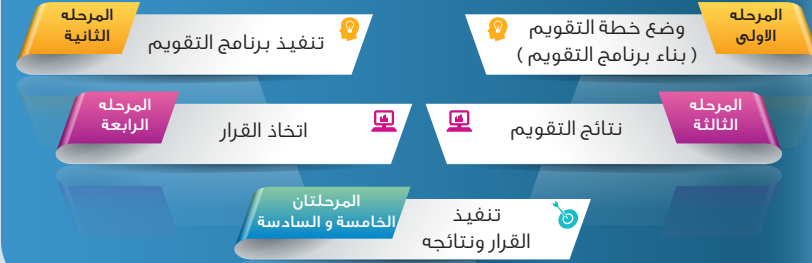 المرحله
الاولى
وضع خطة التقويم
( بناء برنامج التقويم )
المرحله
الثانية
تنفيذ برنامج التقويم
المرحله
الثالثة
نتائج التقويم
المرحله
الرابعة
اتخاذ القرار
المرحلتان
الخامسة و السادسة
تنفيذ
القرار ونتائجه